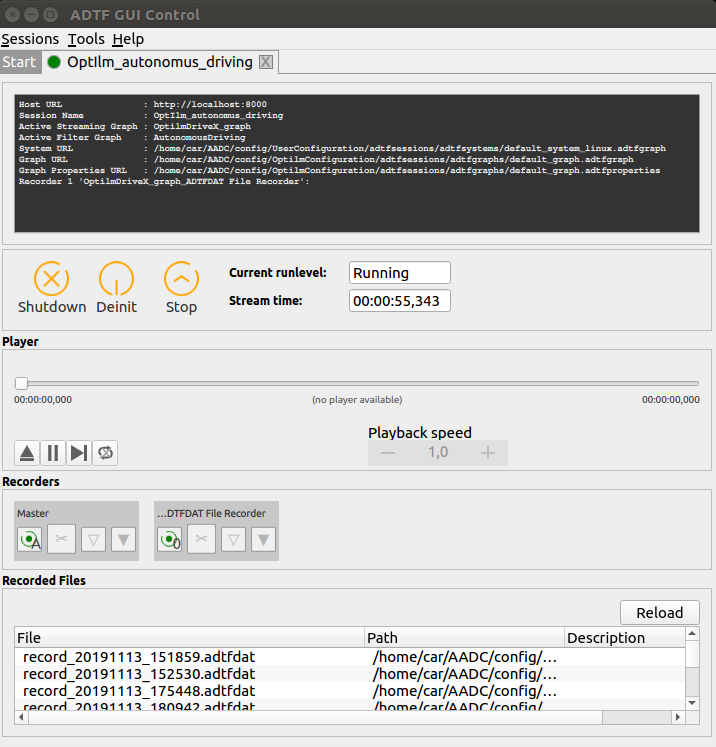 ADTF GUI Control
Sessions Tools Help
Start OptIlm_autonomus_driving X
Host URL : http://localhost:8000
Session Name : OptIlm_autonomus_driving
Active Streaming Graph : OptilmDriveX_graph
Active Filter Graph : AutonomousDriving
System URL : /home/car/AADC/config/UserConfiguration/adtfsessions/adtfsystems/default_system_linux.adtfgraph
Graph URL : /home/car/AADC/config/OptilmConfiguration/adtfsessions/adtfgraphs/default_graph.adtfgraph
Graph Properties URL : /home/car/AADC/config/OptilmConfiguration/adtfsessions/adtfgraphs/default_graph.adtfproperties
Recorder 1 'OptilmDriveX_graph_ADTFDAT File Recorder':
Current runlevel: Running
Shutdown Deinit Stop Stream time: 00:00:55,343
Player
00:00:00,000 (no player available) 00:00:00,000
Playback speed
1,0
Recorders
Master ...DTFDAT File Recorder
A 0
Recorded Files
Reload
File Path Description
record_20191113_151859.adtfdat /home/car/AADC/config/...
record_20191113_152530.adtfdat /home/car/AADC/config/...
record_20191113_175448.adtfdat /home/car/AADC/config/...
record_20191113_180942.adtfdat /home/car/AADC/config/...